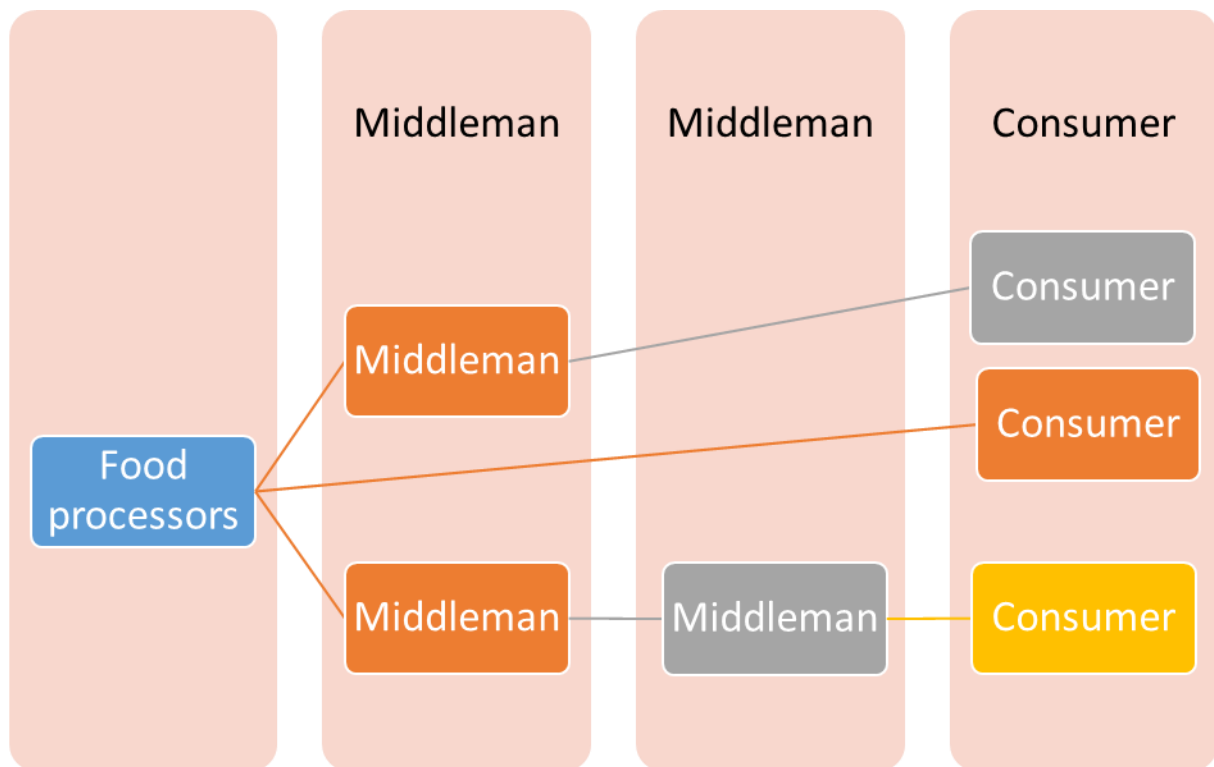 Middleman
Middleman
Consumer
Consumer
Middleman
Consumer
Food
processors
Middleman
Middleman
Consumer